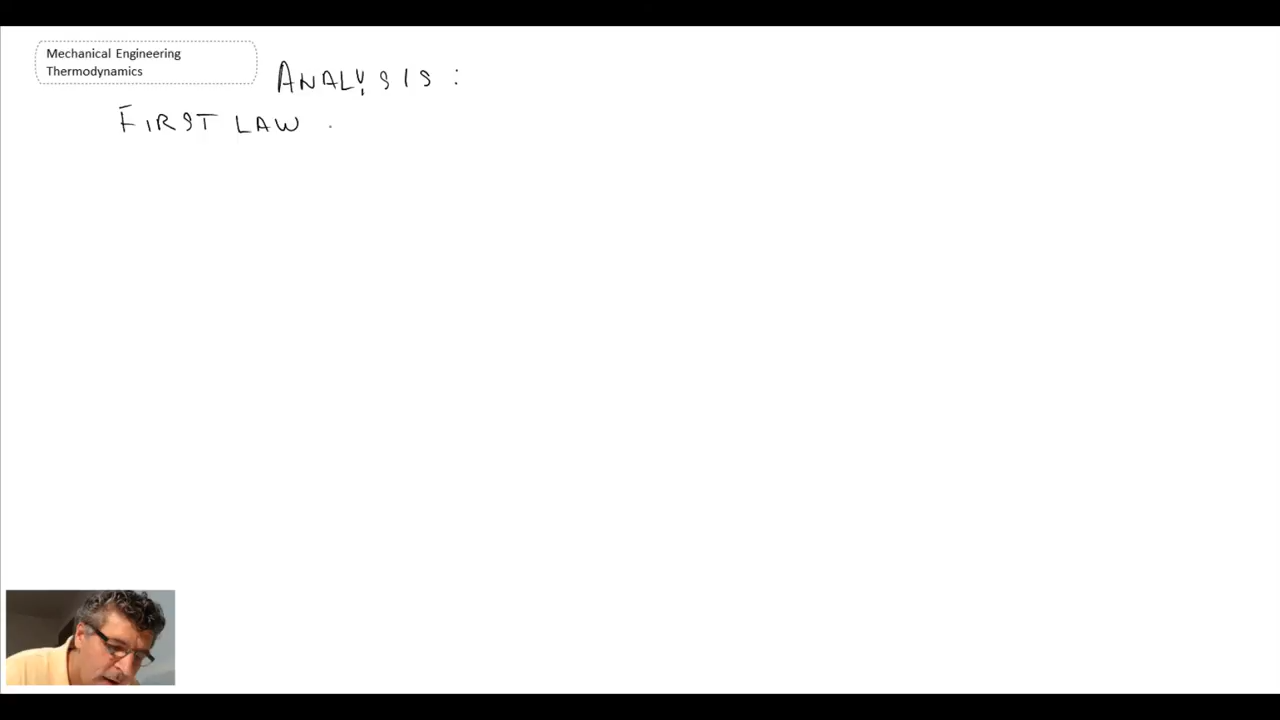 Mechanical Engineering
Thermodynamics
ANALYSIS :
FIRST LAW